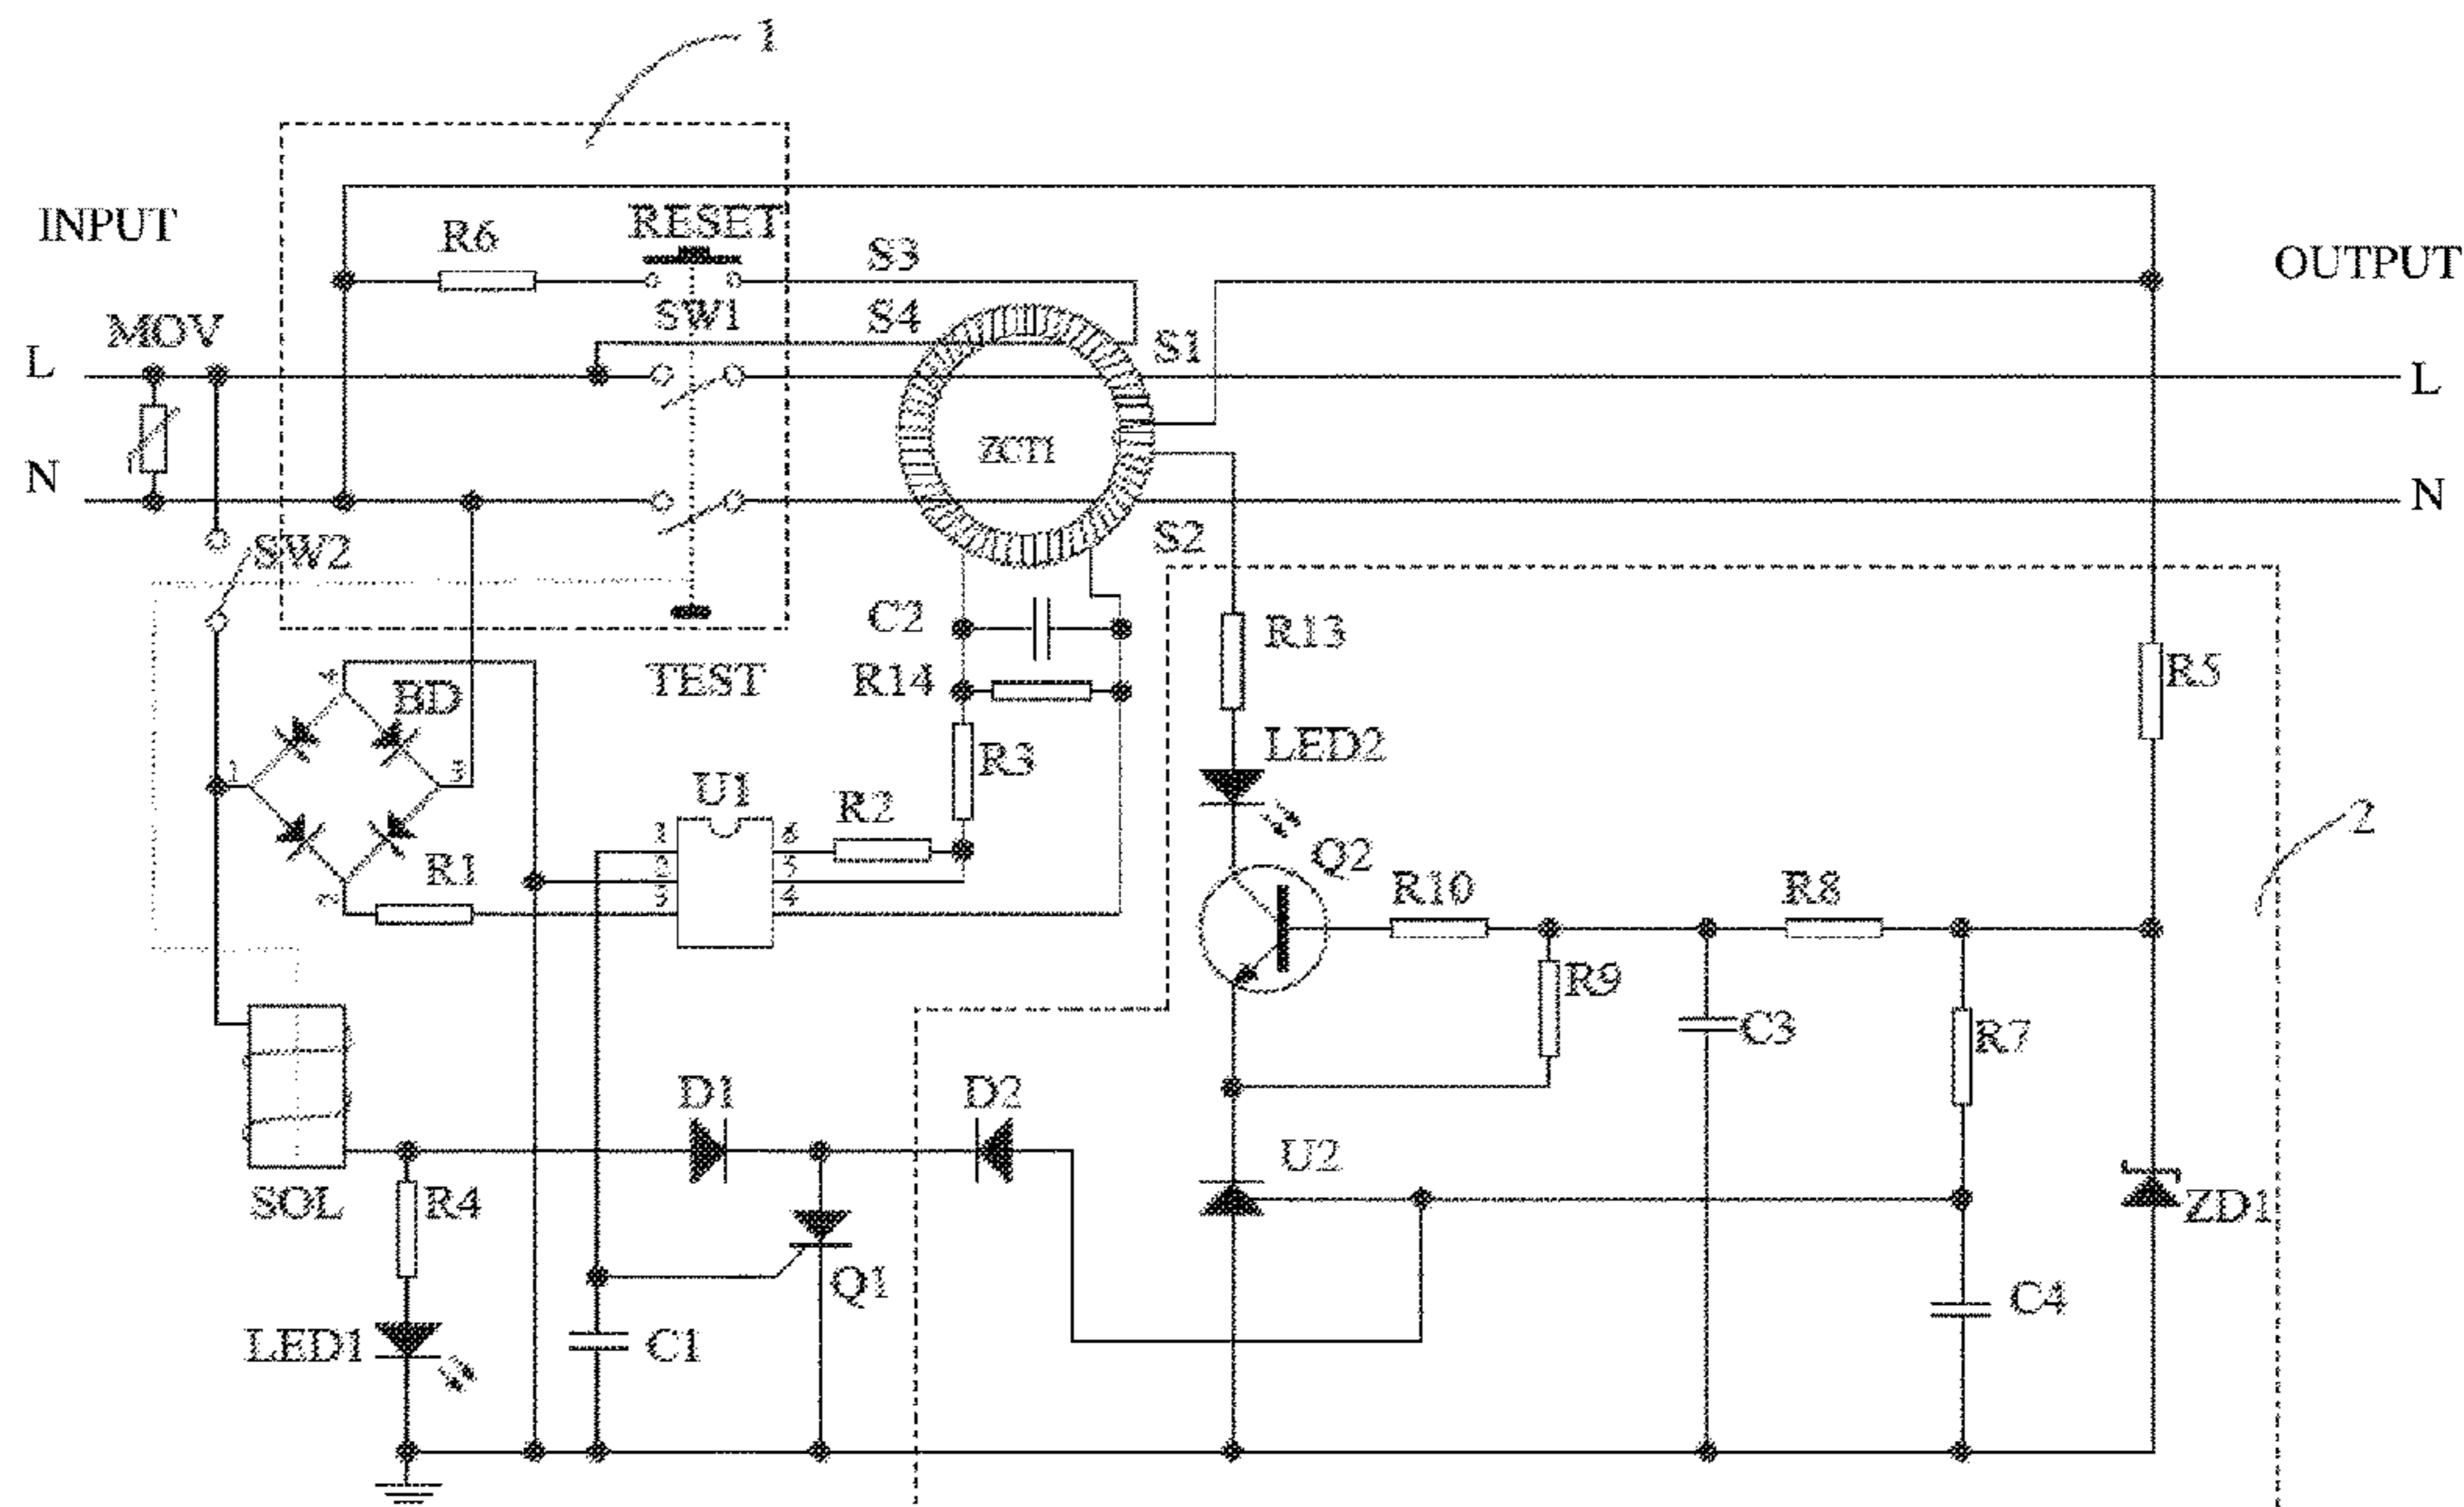 1
INPUT
RESET
R6
S3
OUTPUT
MOV
SW1
S4
S1
L
L
ZCT1
N
N
SW2
S2
C2
R13
TEST
R14
R5
4
BD
LED2
R3
1
3
U1
R2
2
1
6
Q2
2
5
R1
R10
R8
3
4
2
R9
C3
R7
D1
D2
U2
SOL
R4
ZD1
Q1
C4
LED1
C1